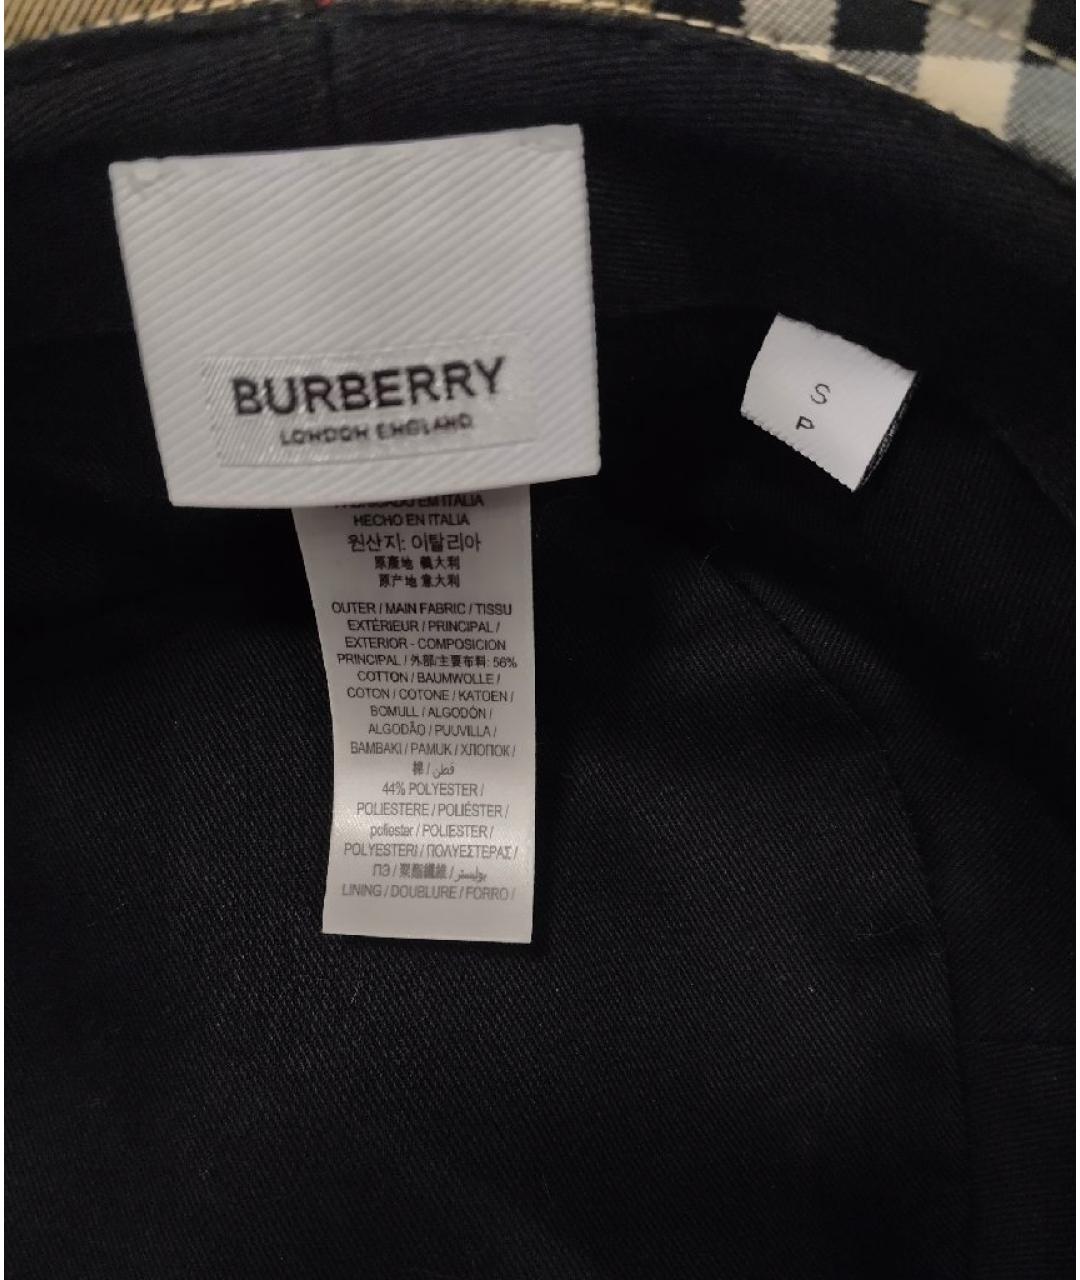 BURBERRY
LONDON ENGLAND
S
P
FABRICADO EM ITALIA
HECHO EN ITALIA
원산지: 이탈리아
原產地 義大利
原产地 意大利
OUTER / MAIN FABRIC / TISSU
EXTÉRIEUR / PRINCIPAL /
EXTERIOR - COMPOSICION
PRINCIPAL / 外部/主要布料: 56%
COTTON / BAUMWOLLE /
COTON / COTONE / KATOEN /
BOMULL / ALGODÓN /
ALGODÃO / PUUVILLA /
BAMBAKI / PAMUK / ХЛОПОК /
棉 / قطن
44% POLYESTER /
POLIESTERE / POLIÉSTER /
poliester / POLIESTER /
POLYESTERI / ΠΟΛΥΕΣΤΕΡΑΣ /
ПЭ / 聚酯纖維 / بوليستر
LINING / DOUBLURE / FORRO /